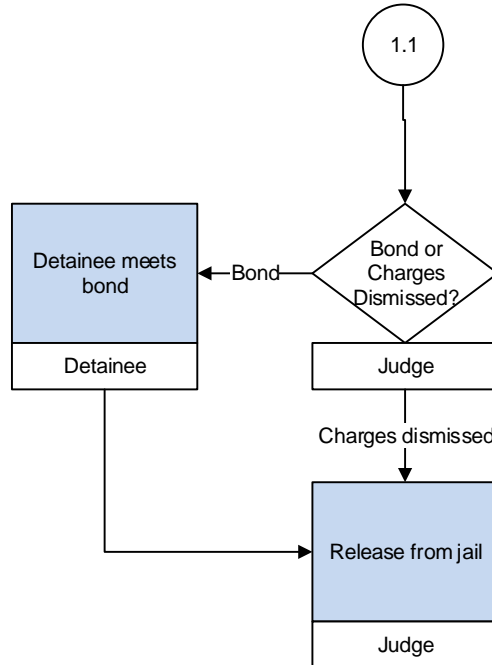 1.1
Bond or
Charges
Dismissed?
Judge
Bond
Detainee meets
bond
Detainee
Charges dismissed
Release from jail
Judge